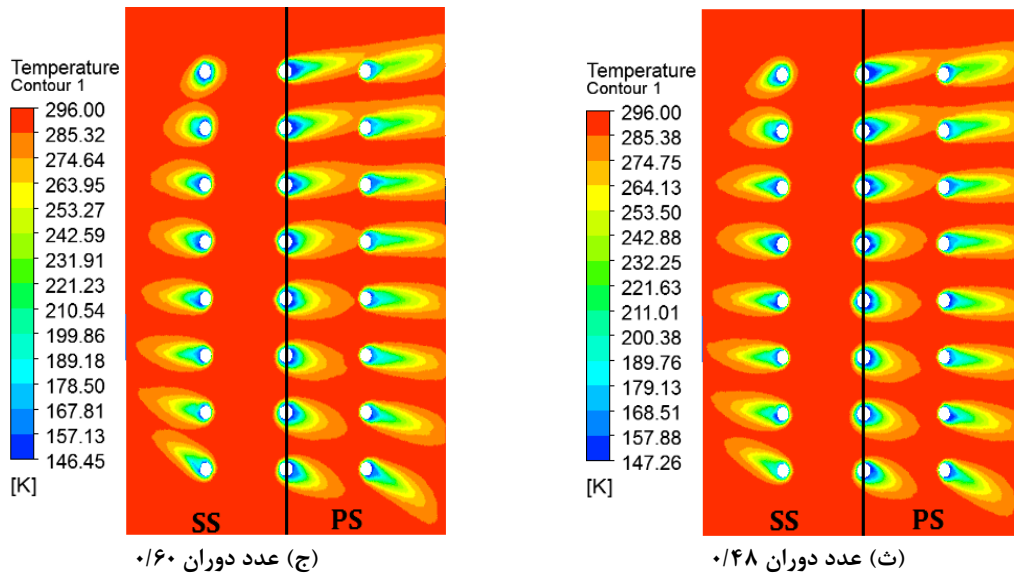 Temperature
Contour 1
296.00
285.32
274.64
263.95
253.27
242.59
231.91
221.23
210.54
199.86
189.18
178.50
167.81
157.13
146.45
[K]
SS
PS
(ج) عدد دوران ۰/۶۰
Temperature
Contour 1
296.00
285.38
274.75
264.13
253.50
242.88
232.25
221.63
211.01
200.38
189.76
179.13
168.51
157.88
147.26
[K]
SS
PS
(ث) عدد دوران ۰/۴۸